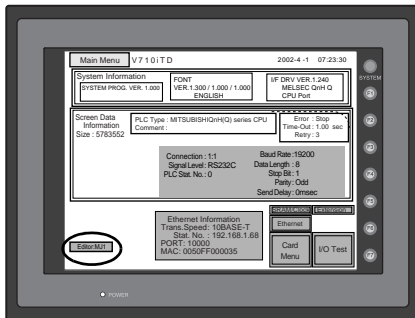 Main Menu V710iTD 2002-4 -1 07:23:30
System Information
SYSTEM PROG. VER. 1.000
FONT
VER.1.300 / 1.000 / 1.000
ENGLISH
I/F DRV VER.
1.240
MELSEC QnH Q
CPU Port
SYSTEM
F1
F2
F3
F4
F5
F6
F7
Screen Data
Information
Size : 5783552
PLC Type : MITSUBISHIQnH(Q) series CPU
Comment :
Error : Stop
Time-Out : 1.00 sec
Retry : 3
Connection : 1:1
Signal Level : RS232C
PLC Stat. No. : 0
Baud Rate :19200
Data Length : 8
Stop Bit : 1
Parity : Odd
Send Delay : 0msec
Ethernet Information
Trans.Speed: 10BASE-T
Stat. No. : 192.168.1.68
PORT: 10000
MAC: 0050FF000035
SRAM/Clock
Extension
Ethernet
Card
Menu
I/O Test
Editor:MJ1
POWER